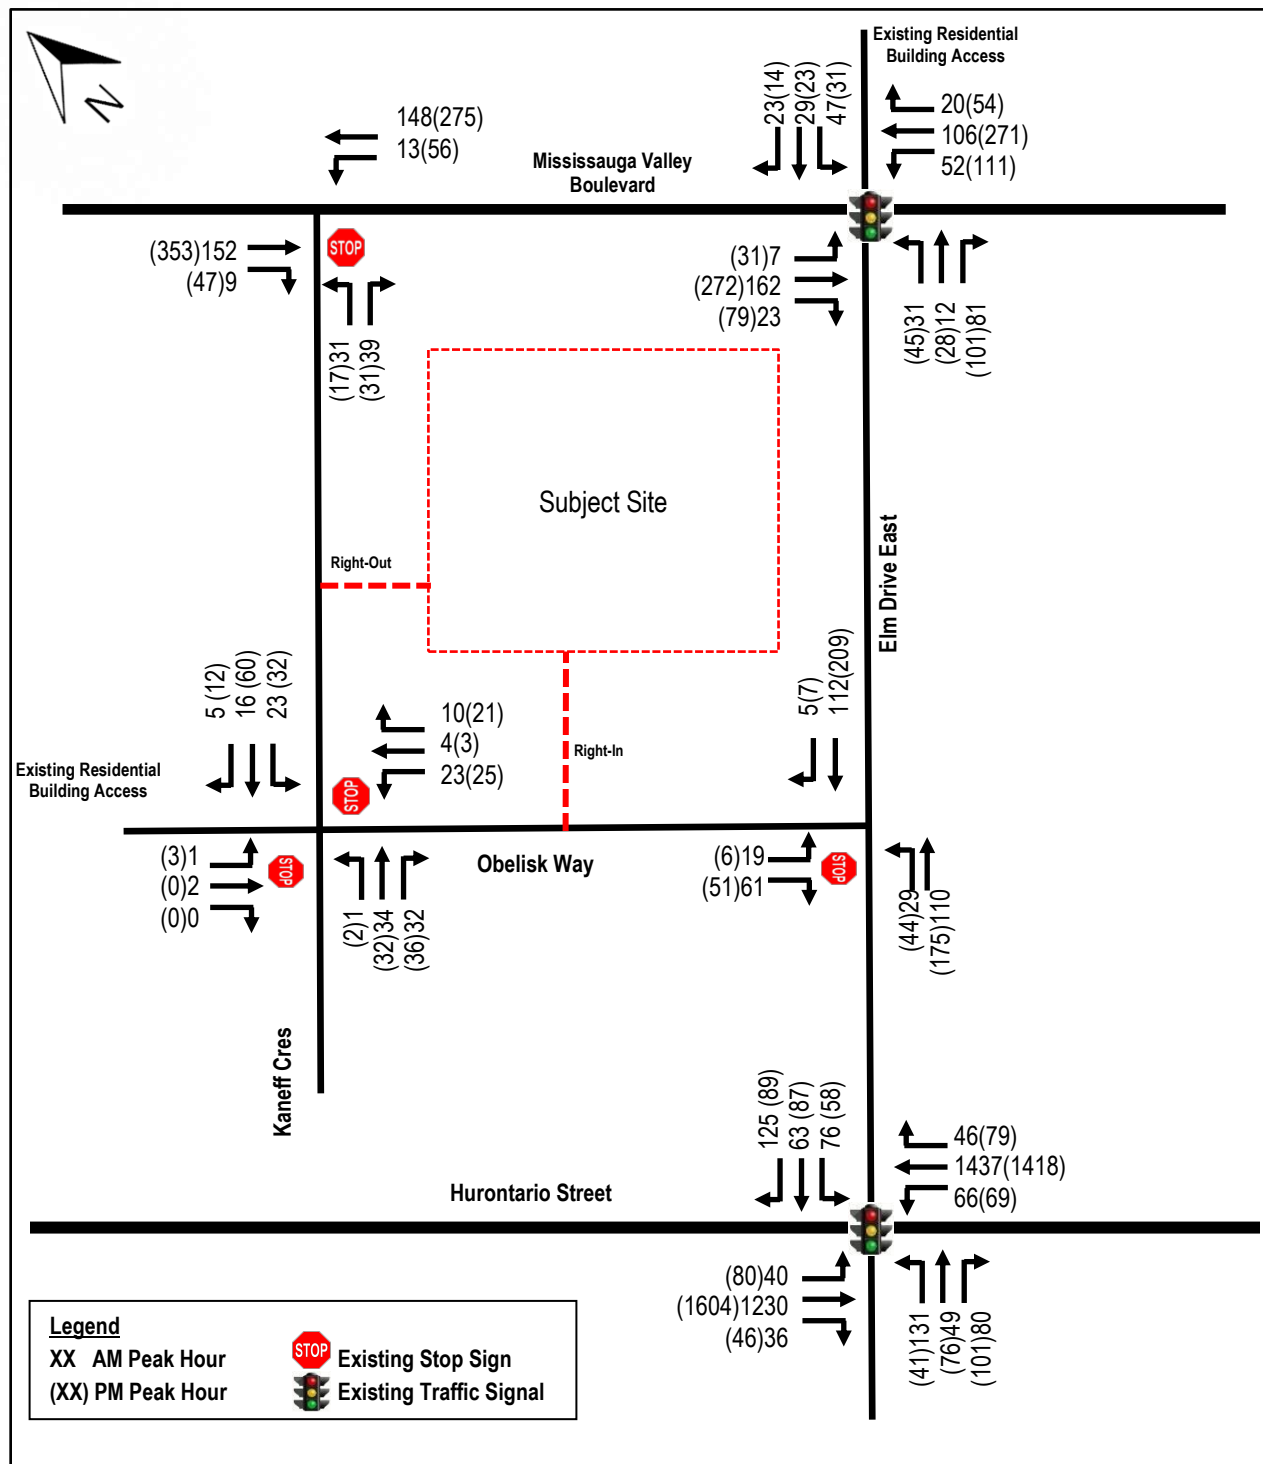 Existing Residential
Building Access
N
23(14)
29(23)
47(31)
20(54)
106(271)
52(111)
148(275)
13(56)
Mississauga Valley
Boulevard
(353)152
(47)9
STOP
(17)31
(31)39
(31)7
(272)162
(79)23
(45)31
(28)12
(101)81
Subject Site
Right-Out
Elm Drive East
5 (12)
16 (60)
23 (32)
10(21)
4(3)
23(25)
Right-In
5(7)
112(209)
Existing Residential
Building Access
STOP
(3)1
(0)2
(0)0
STOP
(2)1
(32)34
(36)32
Obelisk Way
(6)19
(51)61
STOP
(44)29
(175)110
Kaneff Cres
125 (89)
63 (87)
76 (58)
46(79)
1437(1418)
66(69)
Hurontario Street
(80)40
(1604)1230
(46)36
(41)131
(76)49
(101)80
Legend
XX AM Peak Hour
(XX) PM Peak Hour
STOP Existing Stop Sign
Existing Traffic Signal